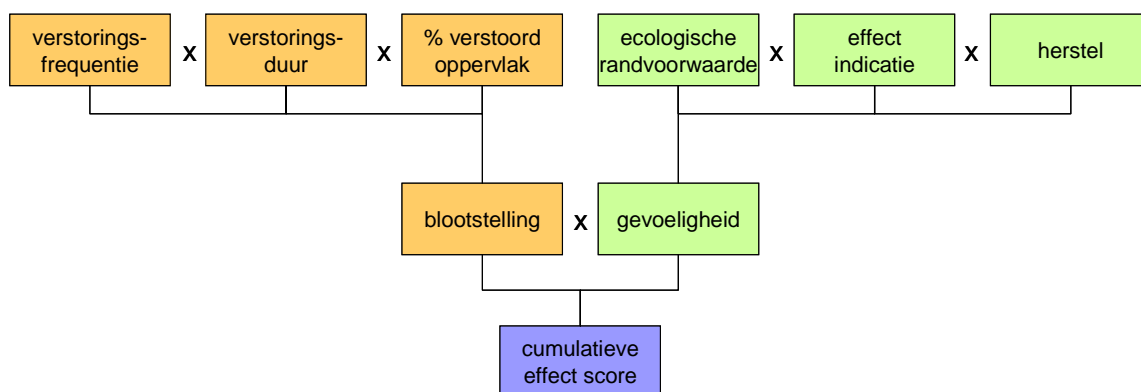 verstorings-
frequentie
X
verstorings-
duur
X
% verstoord
oppervlak
ecologische
randvoorwaarde
X
effect
indicatie
X
herstel
blootstelling
X
gevoeligheid
cumulatieve
effect score